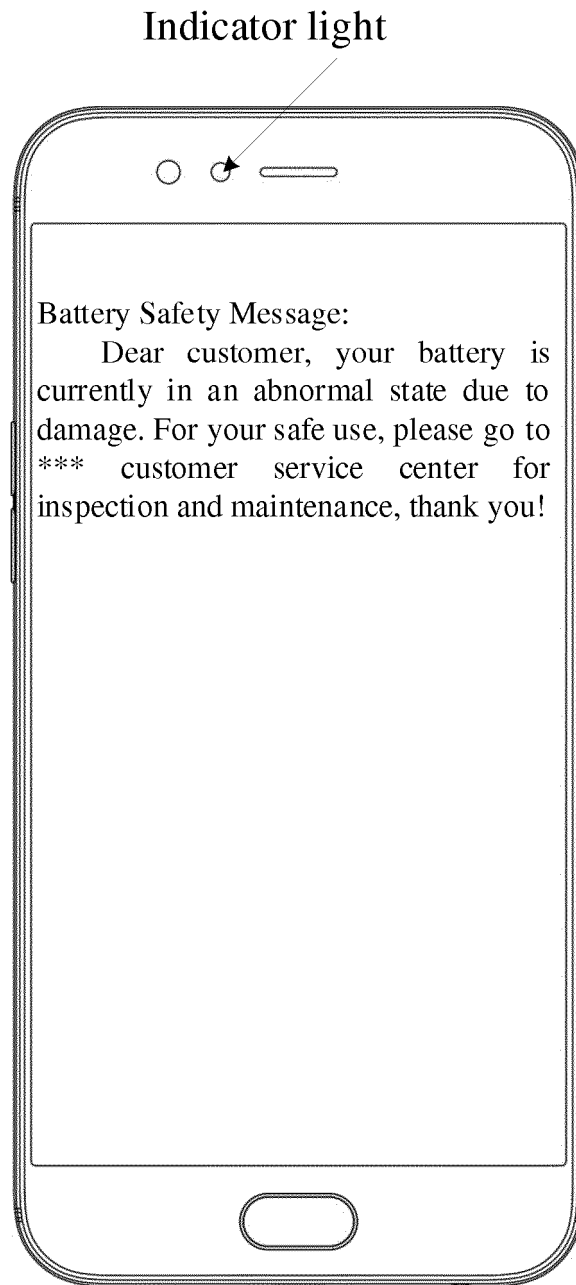 Indicator light
Battery Safety Message:
Dear customer, your battery is
currently in an abnormal state due to
damage. For your safe use, please go to
*** customer service center for
inspection and maintenance, thank you!